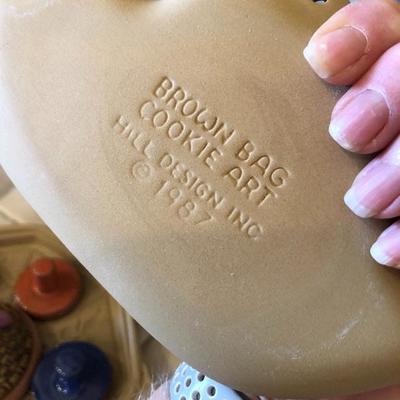 BROWN BAG
COOKIE ART
HILL DESIGN INC.
© 1987